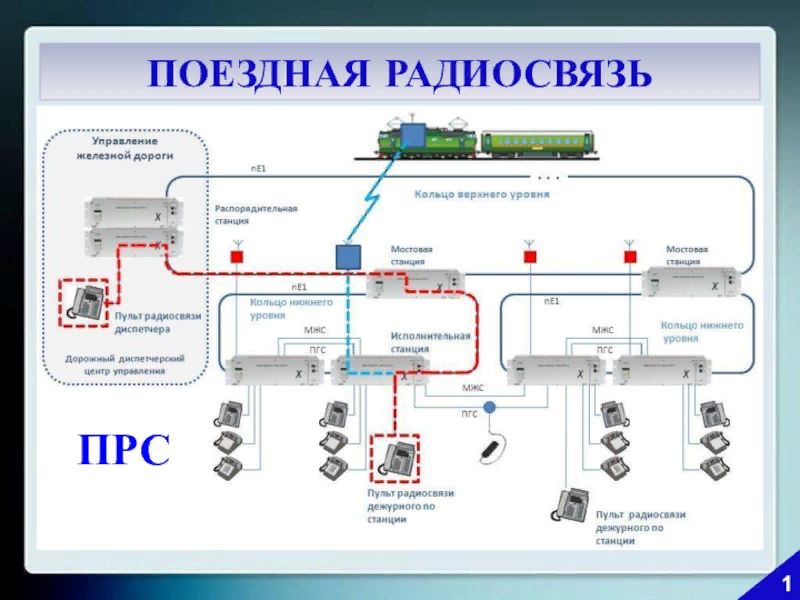 ПОЕЗДНАЯ РАДИОСВЯЗЬ
Управление
железной дороги
nE1
. . .
Кольцо верхнего уровня
Распорядительная
станция
X
X
Мостовая
станция
X
Мостовая
станция
X
Пульт радиосвязи
диспетчера
Дорожный диспетчерский
центр управления
nE1
Кольцо нижнего
уровня
МЖС
ПГС
Исполнительная
станция
nE1
Кольцо нижнего
уровня
МЖС
ПГС
X
X
X
X
МЖС
ПГС
ПРС
Пульт радиосвязи
дежурного по
станции
Пульт радиосвязи
дежурного по
станции
1